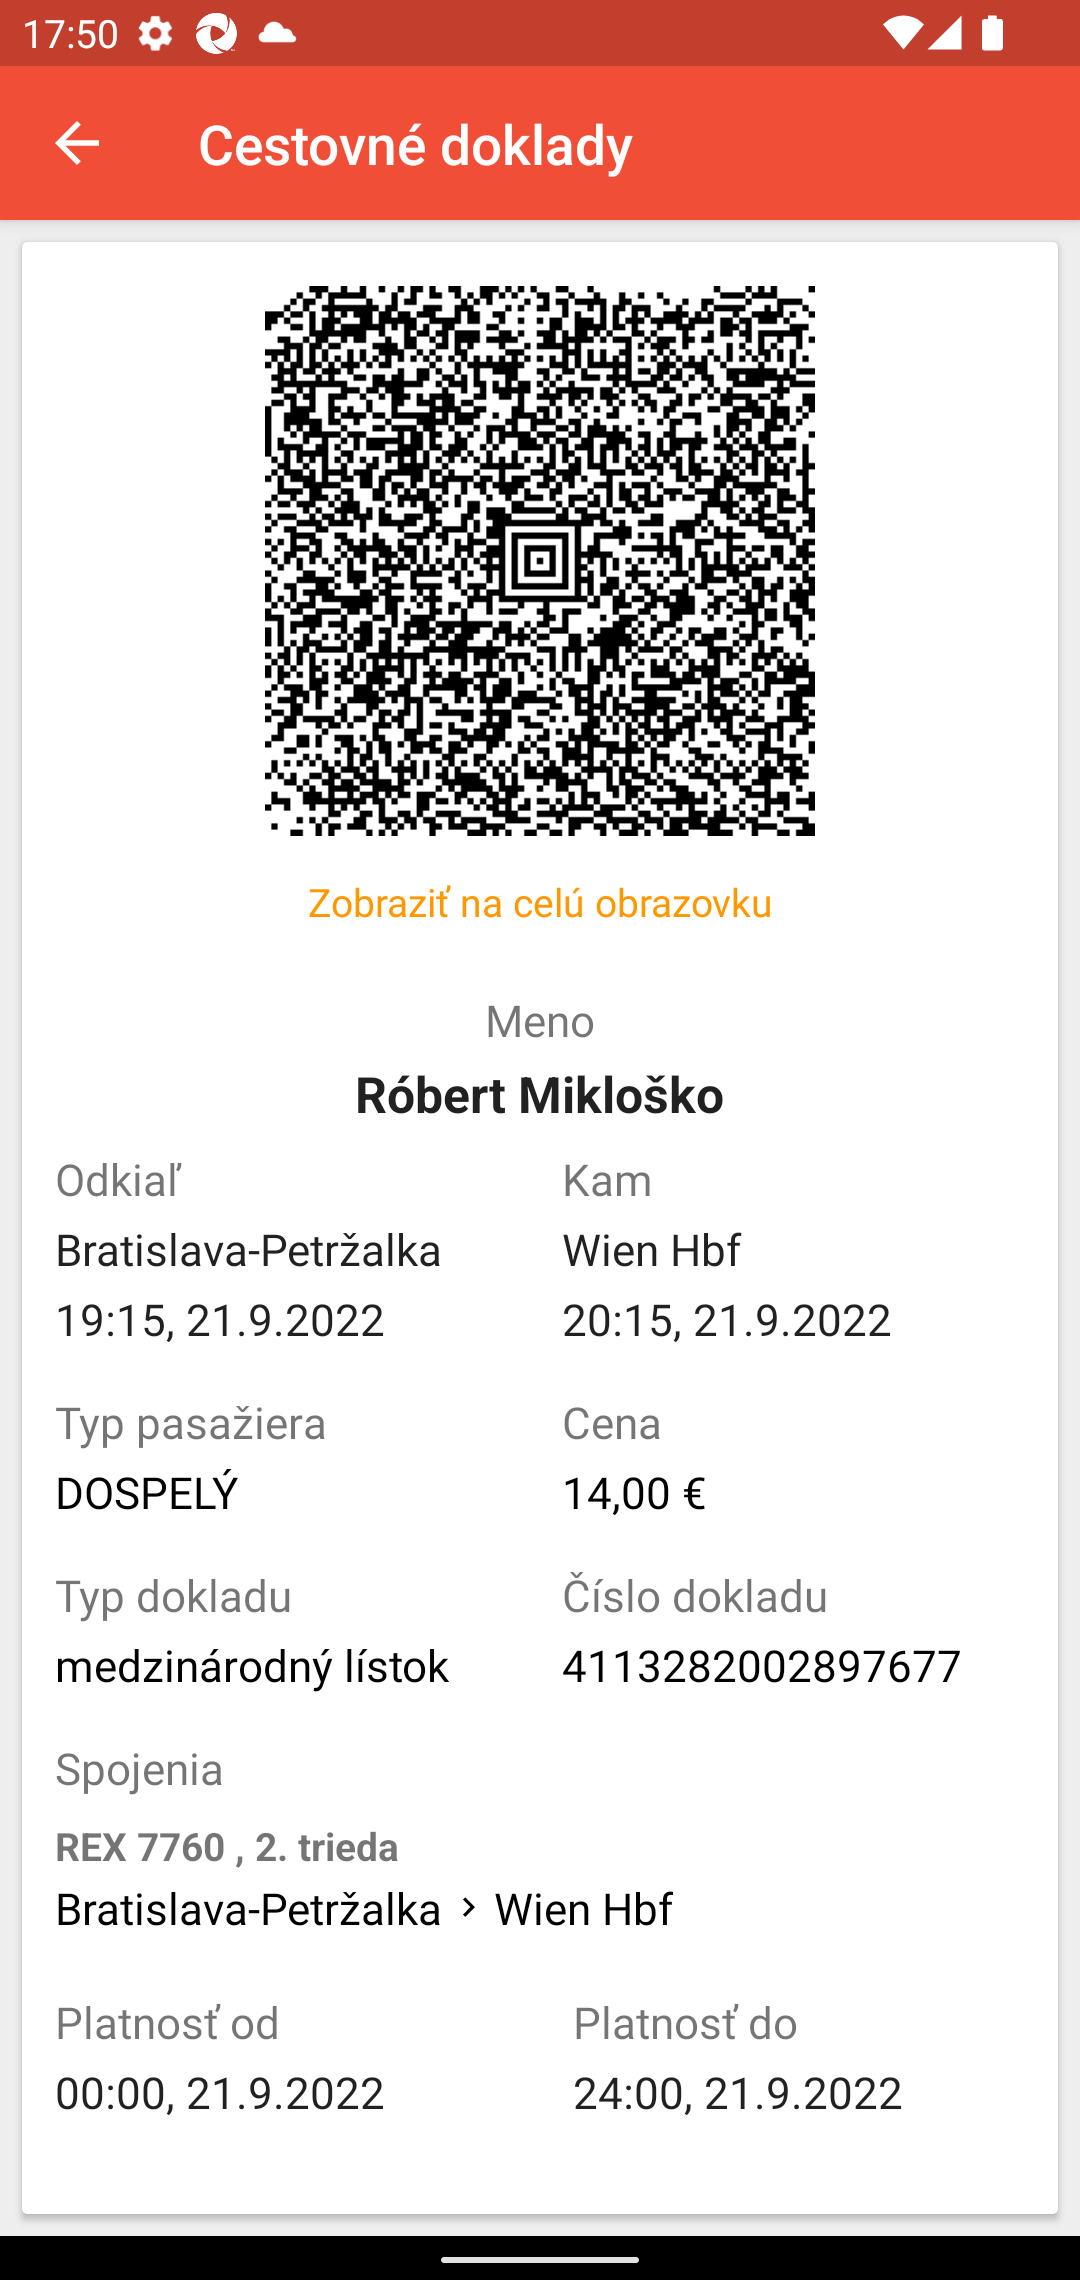 17:50
Cestovné doklady
Zobraziť na celú obrazovku
Meno
Róbert Mikloško
Odkiaľ
Kam
Bratislava-Petržalka
Wien Hbf
19:15, 21.9.2022
20:15, 21.9.2022
Typ pasažiera
Cena
DOSPELÝ
14,00 €
Typ dokladu
Číslo dokladu
medzinárodný lístok
4113282002897677
Spojenia
REX 7760 , 2. trieda
Bratislava-Petržalka > Wien Hbf
Platnosť od
Platnosť do
00:00, 21.9.2022
24:00, 21.9.2022